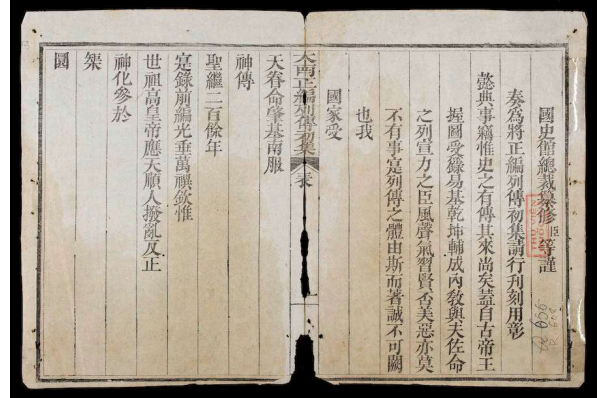 國史館總裁纂修臣等謹
奏為將正編列傳初集請行刊刻用彰
懿典事竊惟史之有傳其來尚矣蓋自古帝王
握圖受籙易基乾坤輔成內教與夫佐命
之列宣力之臣風聲氣習賢否美惡亦莫
不有事寔列傳之體由斯而著誠不可闕
也我
國家受
大南正編列傳初集 表
天眷命肇基南服
神傳
聖繼二百餘年
寔錄前編光垂萬禩欽惟
世祖高皇帝應天順人撥亂反正
神化參於
榘
圜